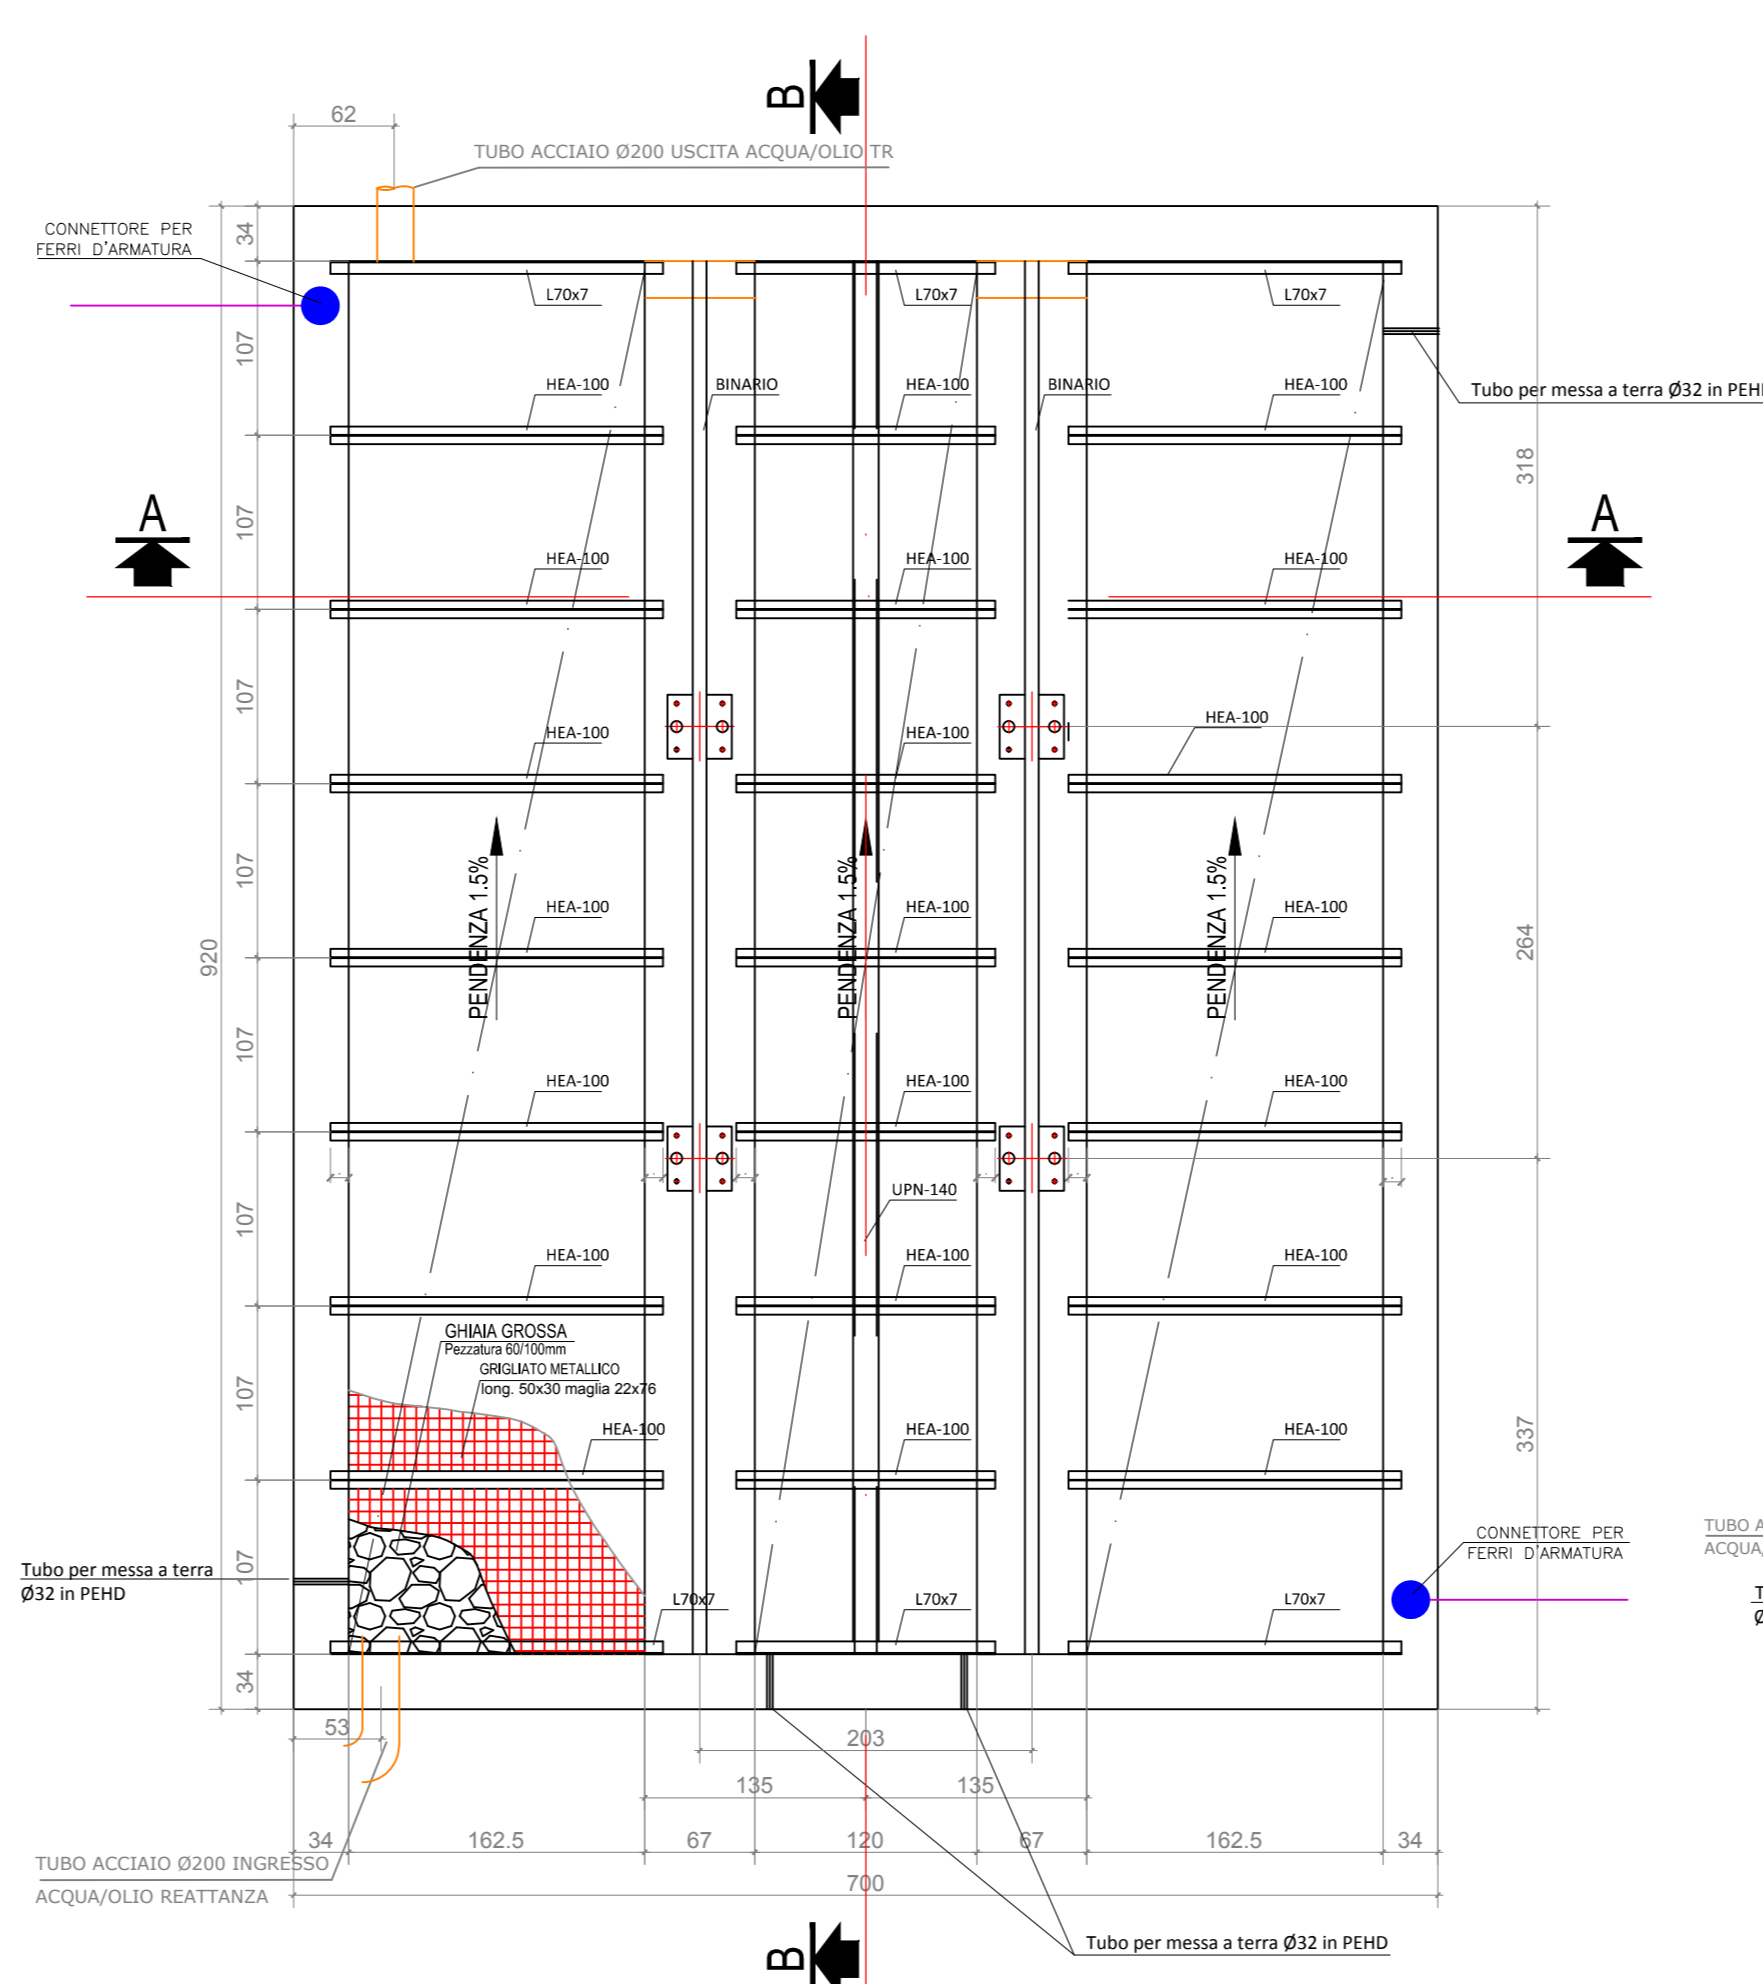 B
62
TUBO ACCIAIO Ø200 USCITA ACQUA/OLIO TR
CONNETTORE PER
FERRI D'ARMATURA
34
L70x7
L70x7
L70x7
107
HEA-100
BINARIO
HEA-100
BINARIO
HEA-100
Tubo per messa a terra Ø32 in PEH
318
A
A
107
HEA-100
HEA-100
HEA-100
107
HEA-100
HEA-100
HEA-100
107
PENDENZA 1.5%
PENDENZA 1.5%
PENDENZA 1.5%
HEA-100
HEA-100
HEA-100
920
264
107
HEA-100
HEA-100
HEA-100
107
UPN-140
HEA-100
HEA-100
HEA-100
GHIAIA GROSSA
Pezzatura 60/100mm
GRIGLIATO METALLICO
long. 50x30 maglia 22x76
107
HEA-100
HEA-100
HEA-100
337
CONNETTORE PER
FERRI D'ARMATURA
TUBO A
ACQUA/
Tubo per messa a terra
Ø32 in PEHD
107
L70x7
L70x7
L70x7
T
Ø
34
53
203
135
135
34
162.5
67
120
67
162.5
34
TUBO ACCIAIO Ø200 INGRESSO
ACQUA/OLIO REATTANZA
700
Tubo per messa a terra Ø32 in PEHD
B